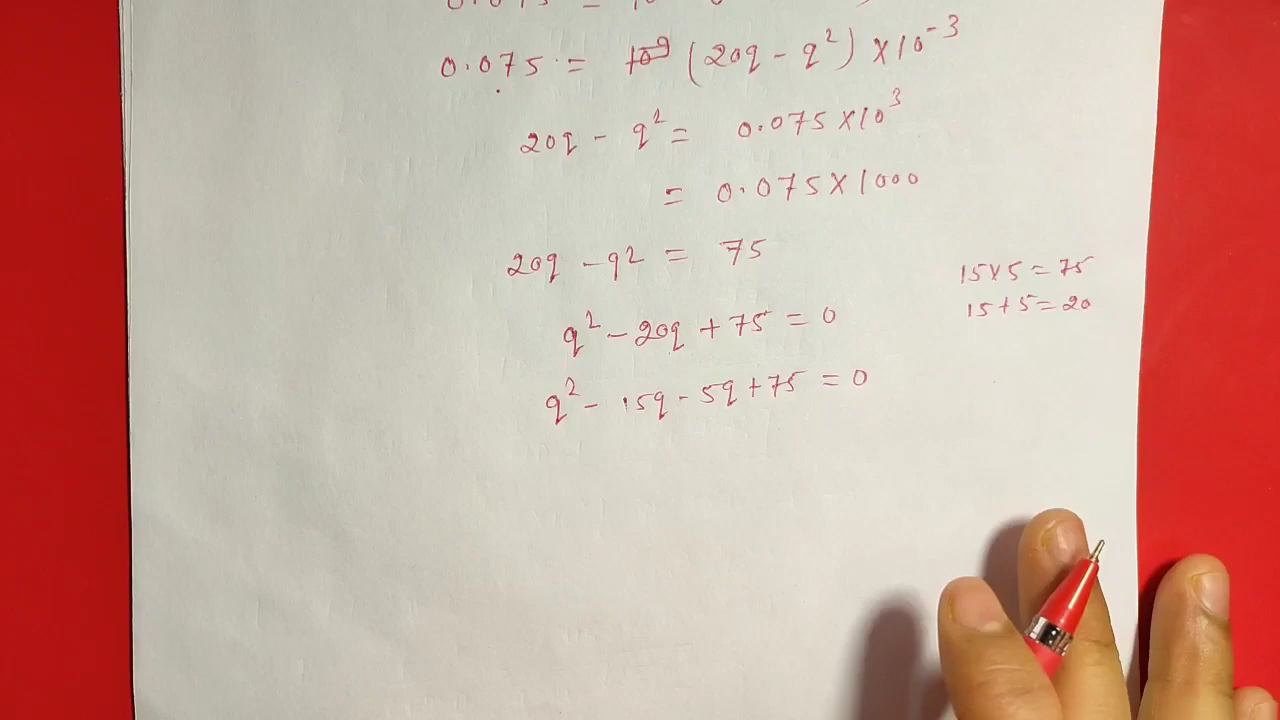 0.075 = (20q - q²) × 10⁻³
20q - q² = 0.075 × 10³
= 0.075 × 1000
20q - q² = 75
15 × 5 = 75
15 + 5 = 20
q² - 20q + 75 = 0
q² - 15q - 5q + 75 = 0